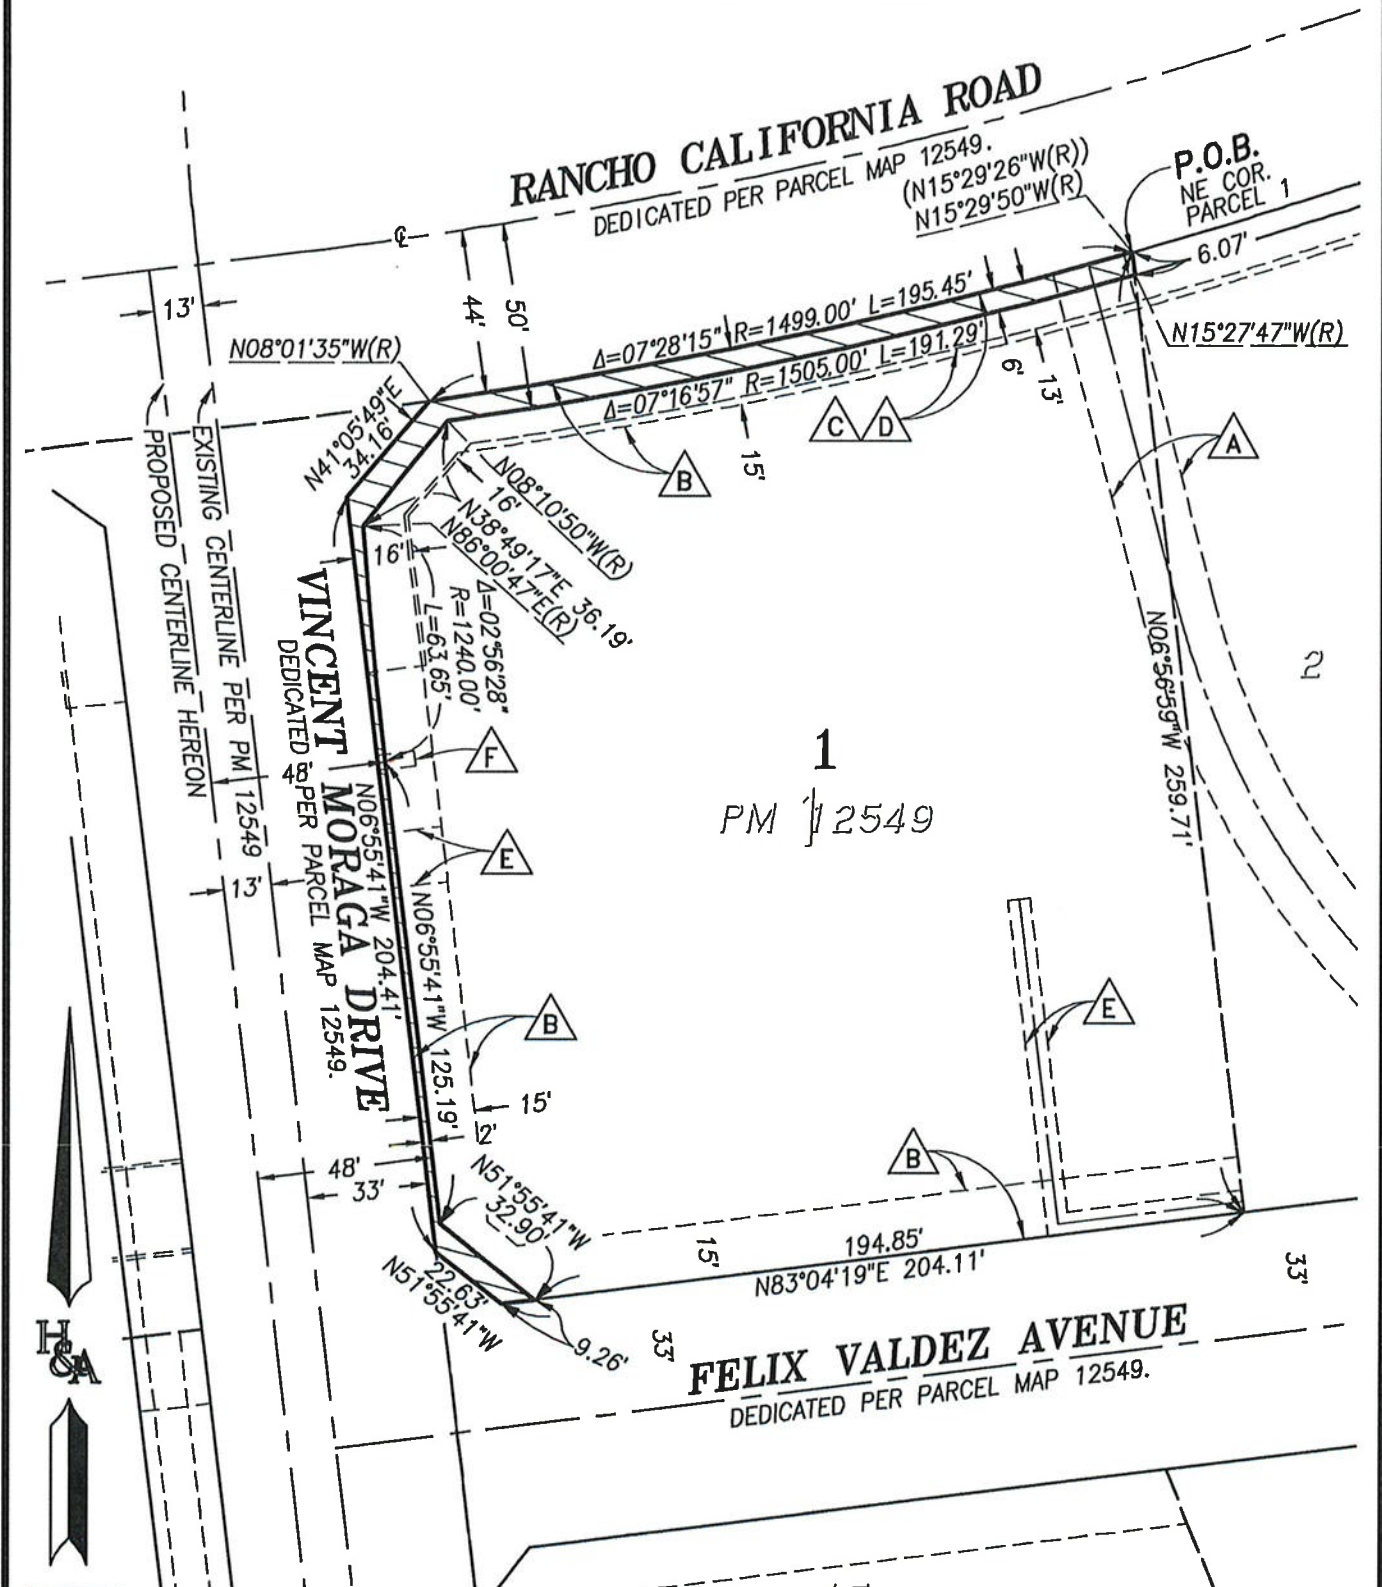 RANCHO CALIFORNIA ROAD
DEDICATED PER PARCEL MAP 12549.
(N15°29'26"W(R))
N15°29'50"W(R)
P.O.B.
NE COR.
PARCEL 1
6.07'
N15°27'47"W(R)
℄
44'
50'
13'
N08°01'35"W(R)
Δ=07°28'15" R=1499.00' L=195.45'
Δ=07°16'57" R=1505.00' L=191.29'
6'
13'
15'
C
D
B
A
N41°05'49"E
34.16'
N08°10'50"W(R)
16'
N38°49'17"E 36.19'
N86°00'47"E(R)
16'
Δ=02°56'28"
R=1240.00'
L=63.65'
PROPOSED CENTERLINE HEREON
EXISTING CENTERLINE PER PM 12549
VINCENT MORAGA DRIVE
DEDICATED PER PARCEL MAP 12549.
N06°56'59"W 259.71'
2
1
PM 12549
F
48'
N06°55'41"W 204.41'
E
13'
N06°55'41"W 125.19'
B
E
15'
2'
48'
33'
B
N51°55'41"W
32.90'
22.63'
N51°55'41"W
9.26'
15'
194.85'
N83°04'19"E 204.11'
33'
33'
FELIX VALDEZ AVENUE
DEDICATED PER PARCEL MAP 12549.
H&A